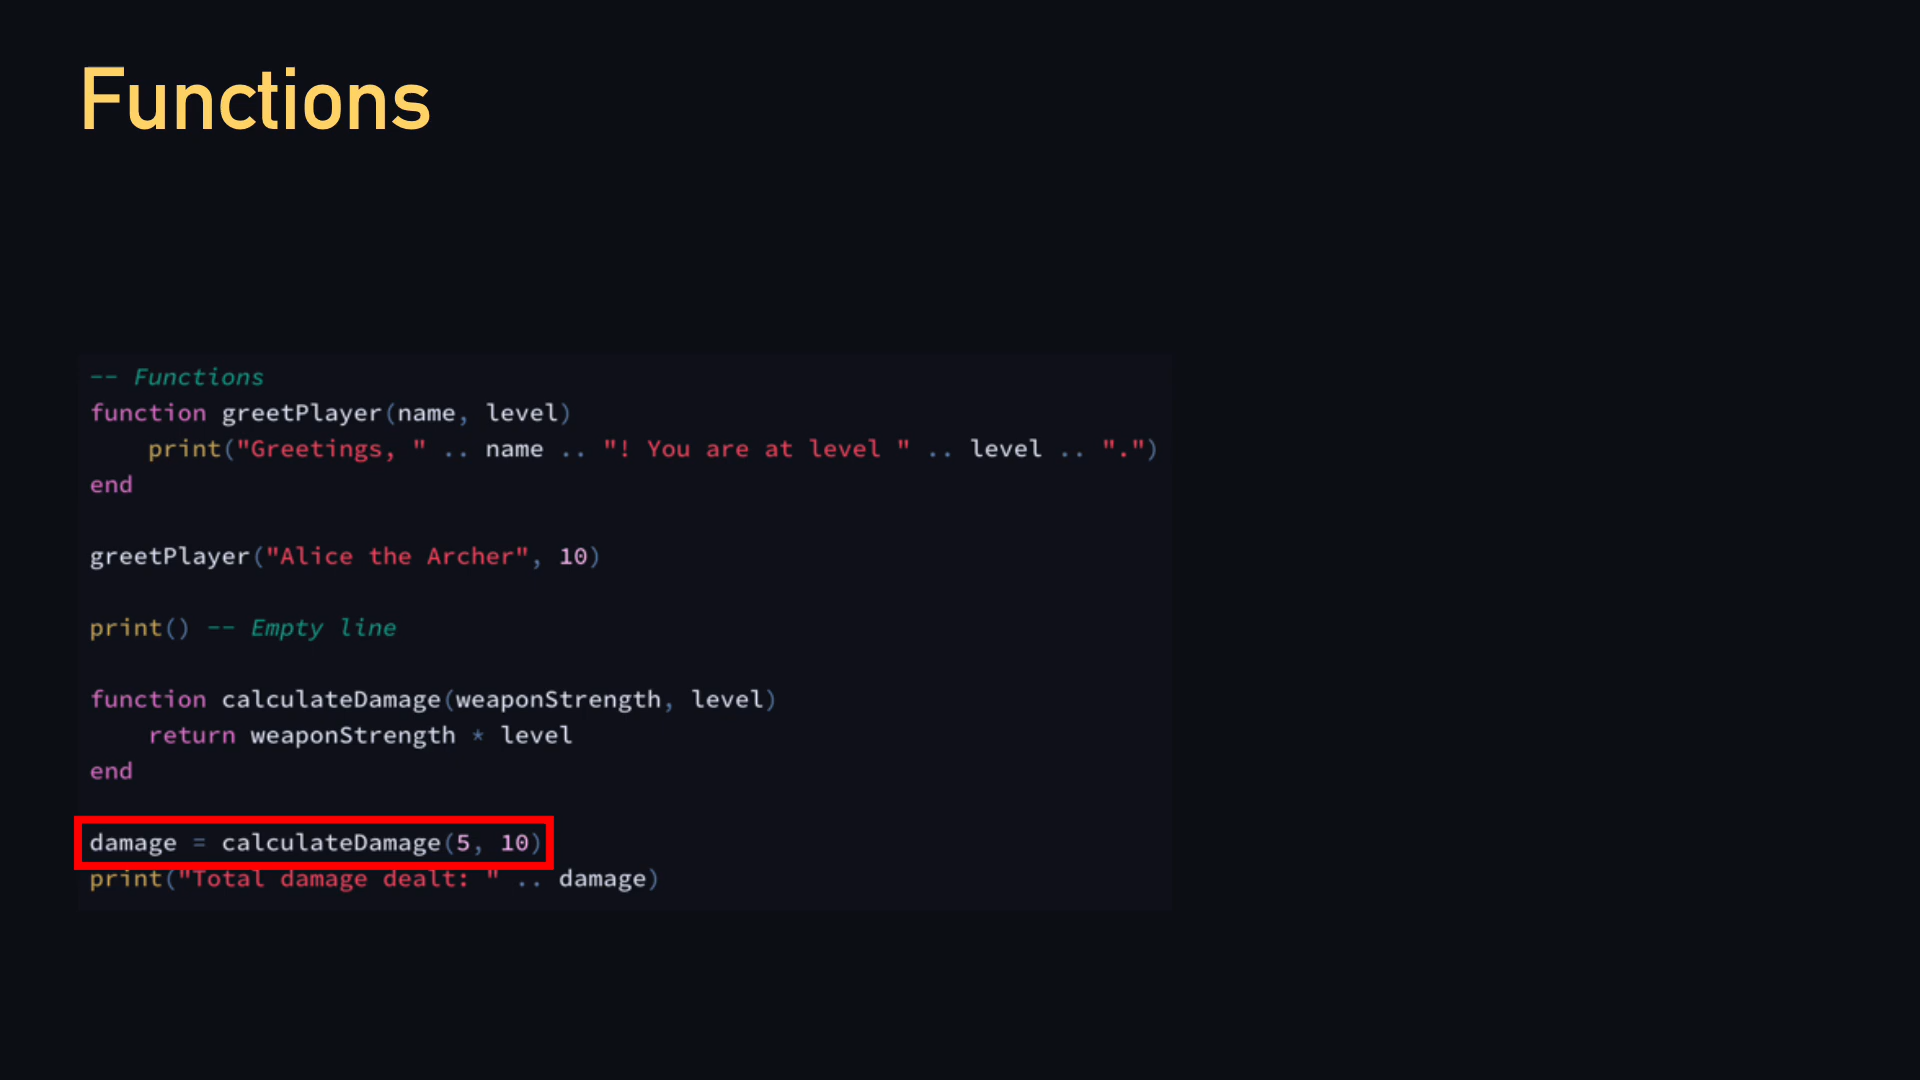 Functions
-- Functions
function greetPlayer(name, level)
    print("Greetings, " .. name .. "! You are at level " .. level .. ".")
end
greetPlayer("Alice the Archer", 10)
print() -- Empty line
function calculateDamage(weaponStrength, level)
    return weaponStrength * level
end
damage = calculateDamage(5, 10)
print("Total damage dealt: " .. damage)